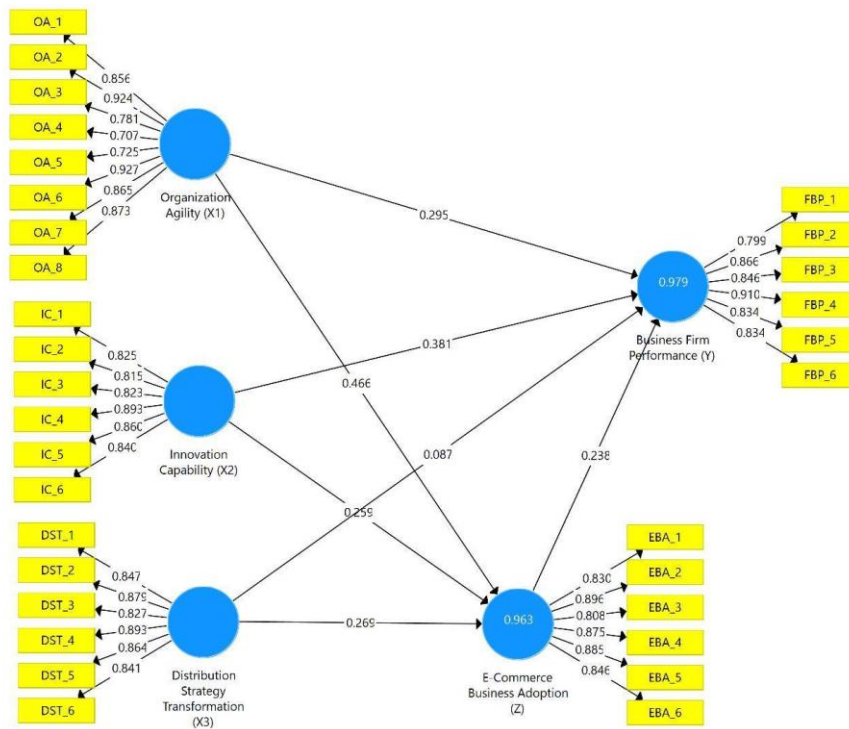 OA_1
OA_2
OA_3
OA_4
OA_5
OA_6
OA_7
OA_8
0.856
0.924
0.781
0.707
0.725
0.927
0.865
0.873
Organization
Agility (X1)
IC_1
IC_2
IC_3
IC_4
IC_5
IC_6
0.825
0.815
0.823
0.893
0.860
0.840
Innovation
Capability (X2)
DST_1
DST_2
DST_3
DST_4
DST_5
DST_6
0.847
0.879
0.827
0.893
0.864
0.841
Distribution
Strategy
Transformation
(X3)
0.295
0.381
0.466
0.087
0.259
0.269
0.238
0.979
Business Firm
Performance (Y)
0.799
0.866
0.846
0.910
0.834
0.834
FBP_1
FBP_2
FBP_3
FBP_4
FBP_5
FBP_6
0.963
E-Commerce
Business Adoption
(Z)
0.830
0.896
0.808
0.875
0.885
0.846
EBA_1
EBA_2
EBA_3
EBA_4
EBA_5
EBA_6